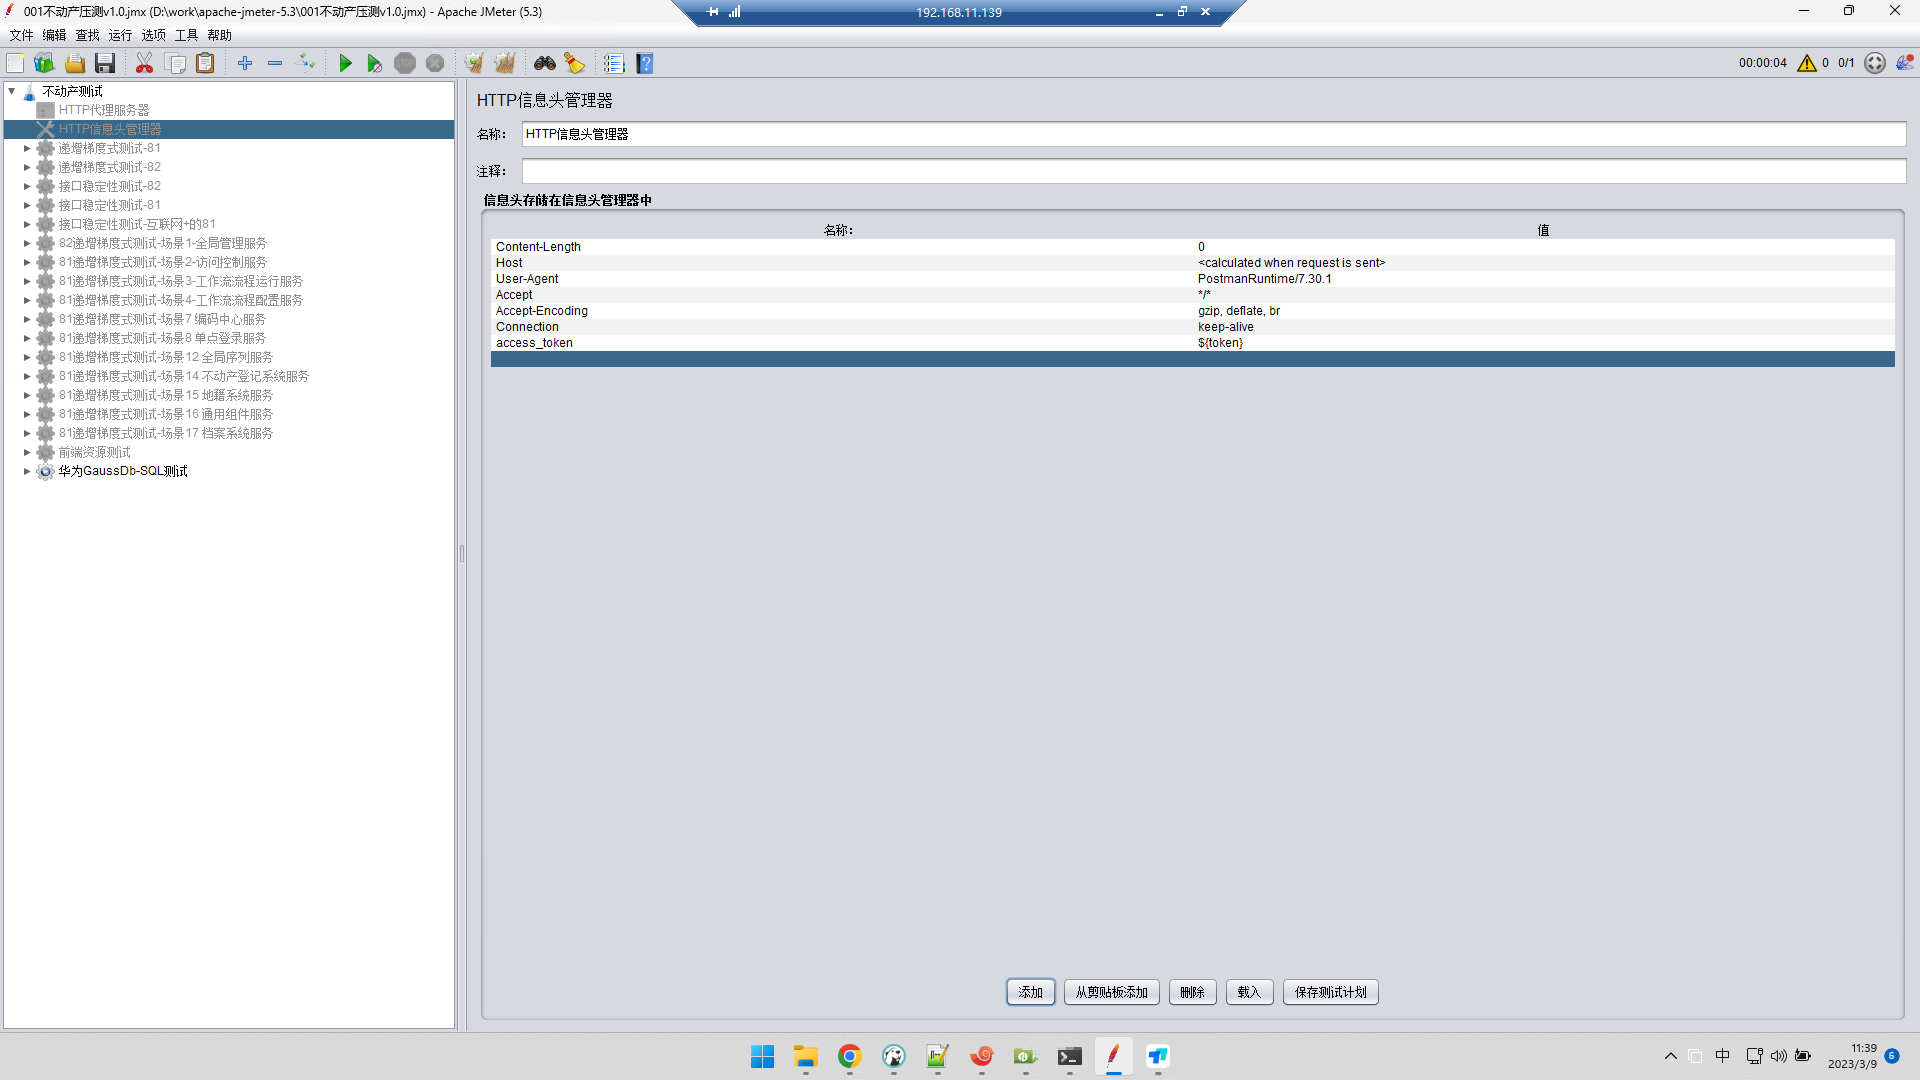 001不动产压测v1.0.jmx (D:\work\apache-jmeter-5.3\001不动产压测v1.0.jmx) - Apache JMeter (5.3)
192.168.11.139
文件 编辑 查找 运行 选项 工具 帮助
00:00:04 0 0/1
不动产测试
HTTP代理服务器
HTTP信息头管理器
递增梯度式测试-81
递增梯度式测试-82
接口稳定性测试-82
接口稳定性测试-81
接口稳定性测试-互联网+的81
82递增梯度式测试-场景1-全局管理服务
81递增梯度式测试-场景2-访问控制服务
81递增梯度式测试-场景3-工作流流程运行服务
81递增梯度式测试-场景4-工作流流程配置服务
81递增梯度式测试-场景7 编码中心服务
81递增梯度式测试-场景8 单点登录服务
81递增梯度式测试-场景12 全局序列服务
81递增梯度式测试-场景14 不动产登记系统服务
81递增梯度式测试-场景15 地籍系统服务
81递增梯度式测试-场景16 通用组件服务
81递增梯度式测试-场景17 档案系统服务
前端资源测试
华为GaussDb-SQL测试
HTTP信息头管理器
名称: HTTP信息头管理器
注释:
信息头存储在信息头管理器中
名称: 值
Content-Length 0
Host <calculated when request is sent>
User-Agent PostmanRuntime/7.30.1
Accept */*
Accept-Encoding gzip, deflate, br
Connection keep-alive
access_token ${token}
添加 从剪贴板添加 删除 载入 保存测试计划
中
11:39
2023/3/9
6